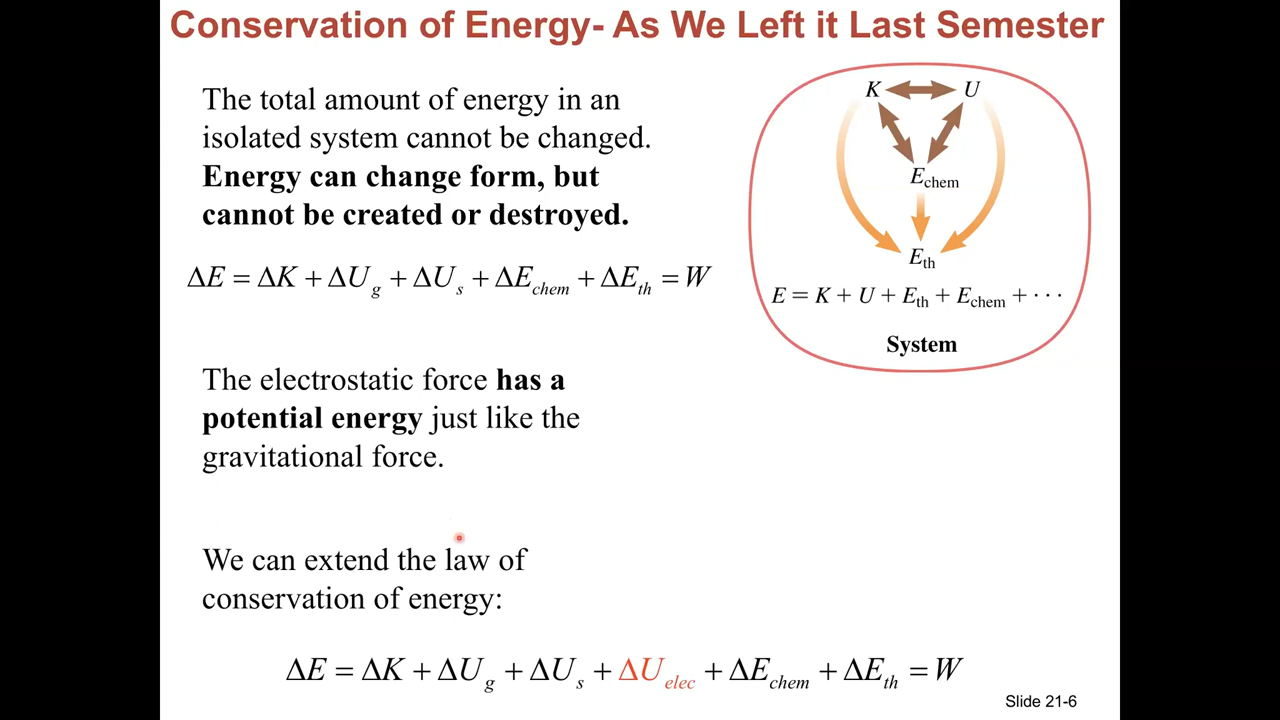 Conservation of Energy- As We Left it Last Semester
The total amount of energy in an
isolated system cannot be changed.
Energy can change form, but
cannot be created or destroyed.
ΔE = ΔK + ΔU_g + ΔU_s + ΔE_chem + ΔE_th = W
K U
E_chem
E_th
E = K + U + E_th + E_chem + · · ·
System
The electrostatic force has a
potential energy just like the
gravitational force.
We can extend the law of
conservation of energy:
ΔE = ΔK + ΔU_g + ΔU_s + ΔU_elec + ΔE_chem + ΔE_th = W
Slide 21-6